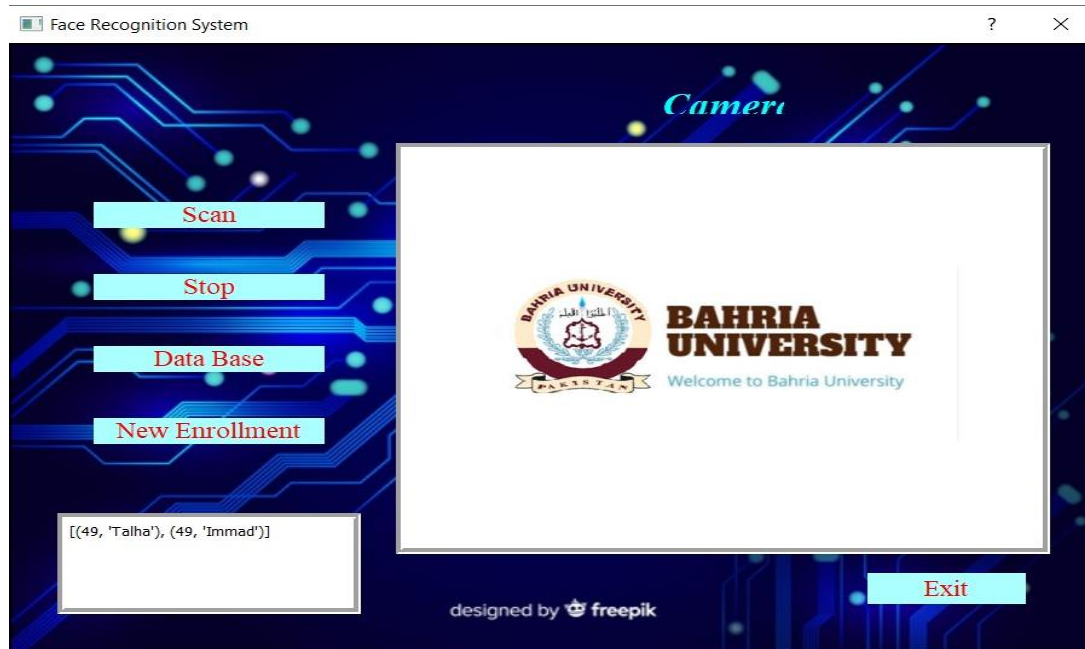 Face Recognition System
?
Camera
Scan
Stop
Data Base
New Enrollment
BAHRIA UNIVERSITY
PAKISTAN
BAHRIA
UNIVERSITY
Welcome to Bahria University
[(49, 'Talha'), (49, 'Immad')]
Exit
designed by freepik